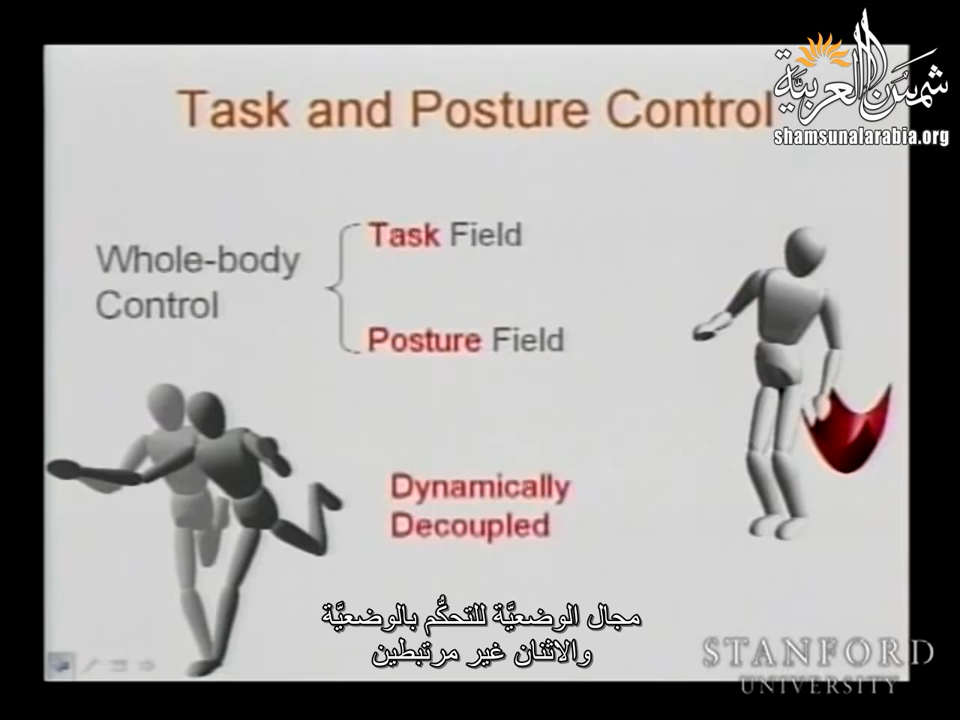 شمس العربية
shamsunalarabia.org
Task and Posture Control
Whole-body
Control
Task Field
Posture Field
Dynamically
Decoupled
مجال الوضعيَّة للتحكُّم بالوضعيَّة
والاثنان غير مرتبطين
STANFORD
UNIVERSITY